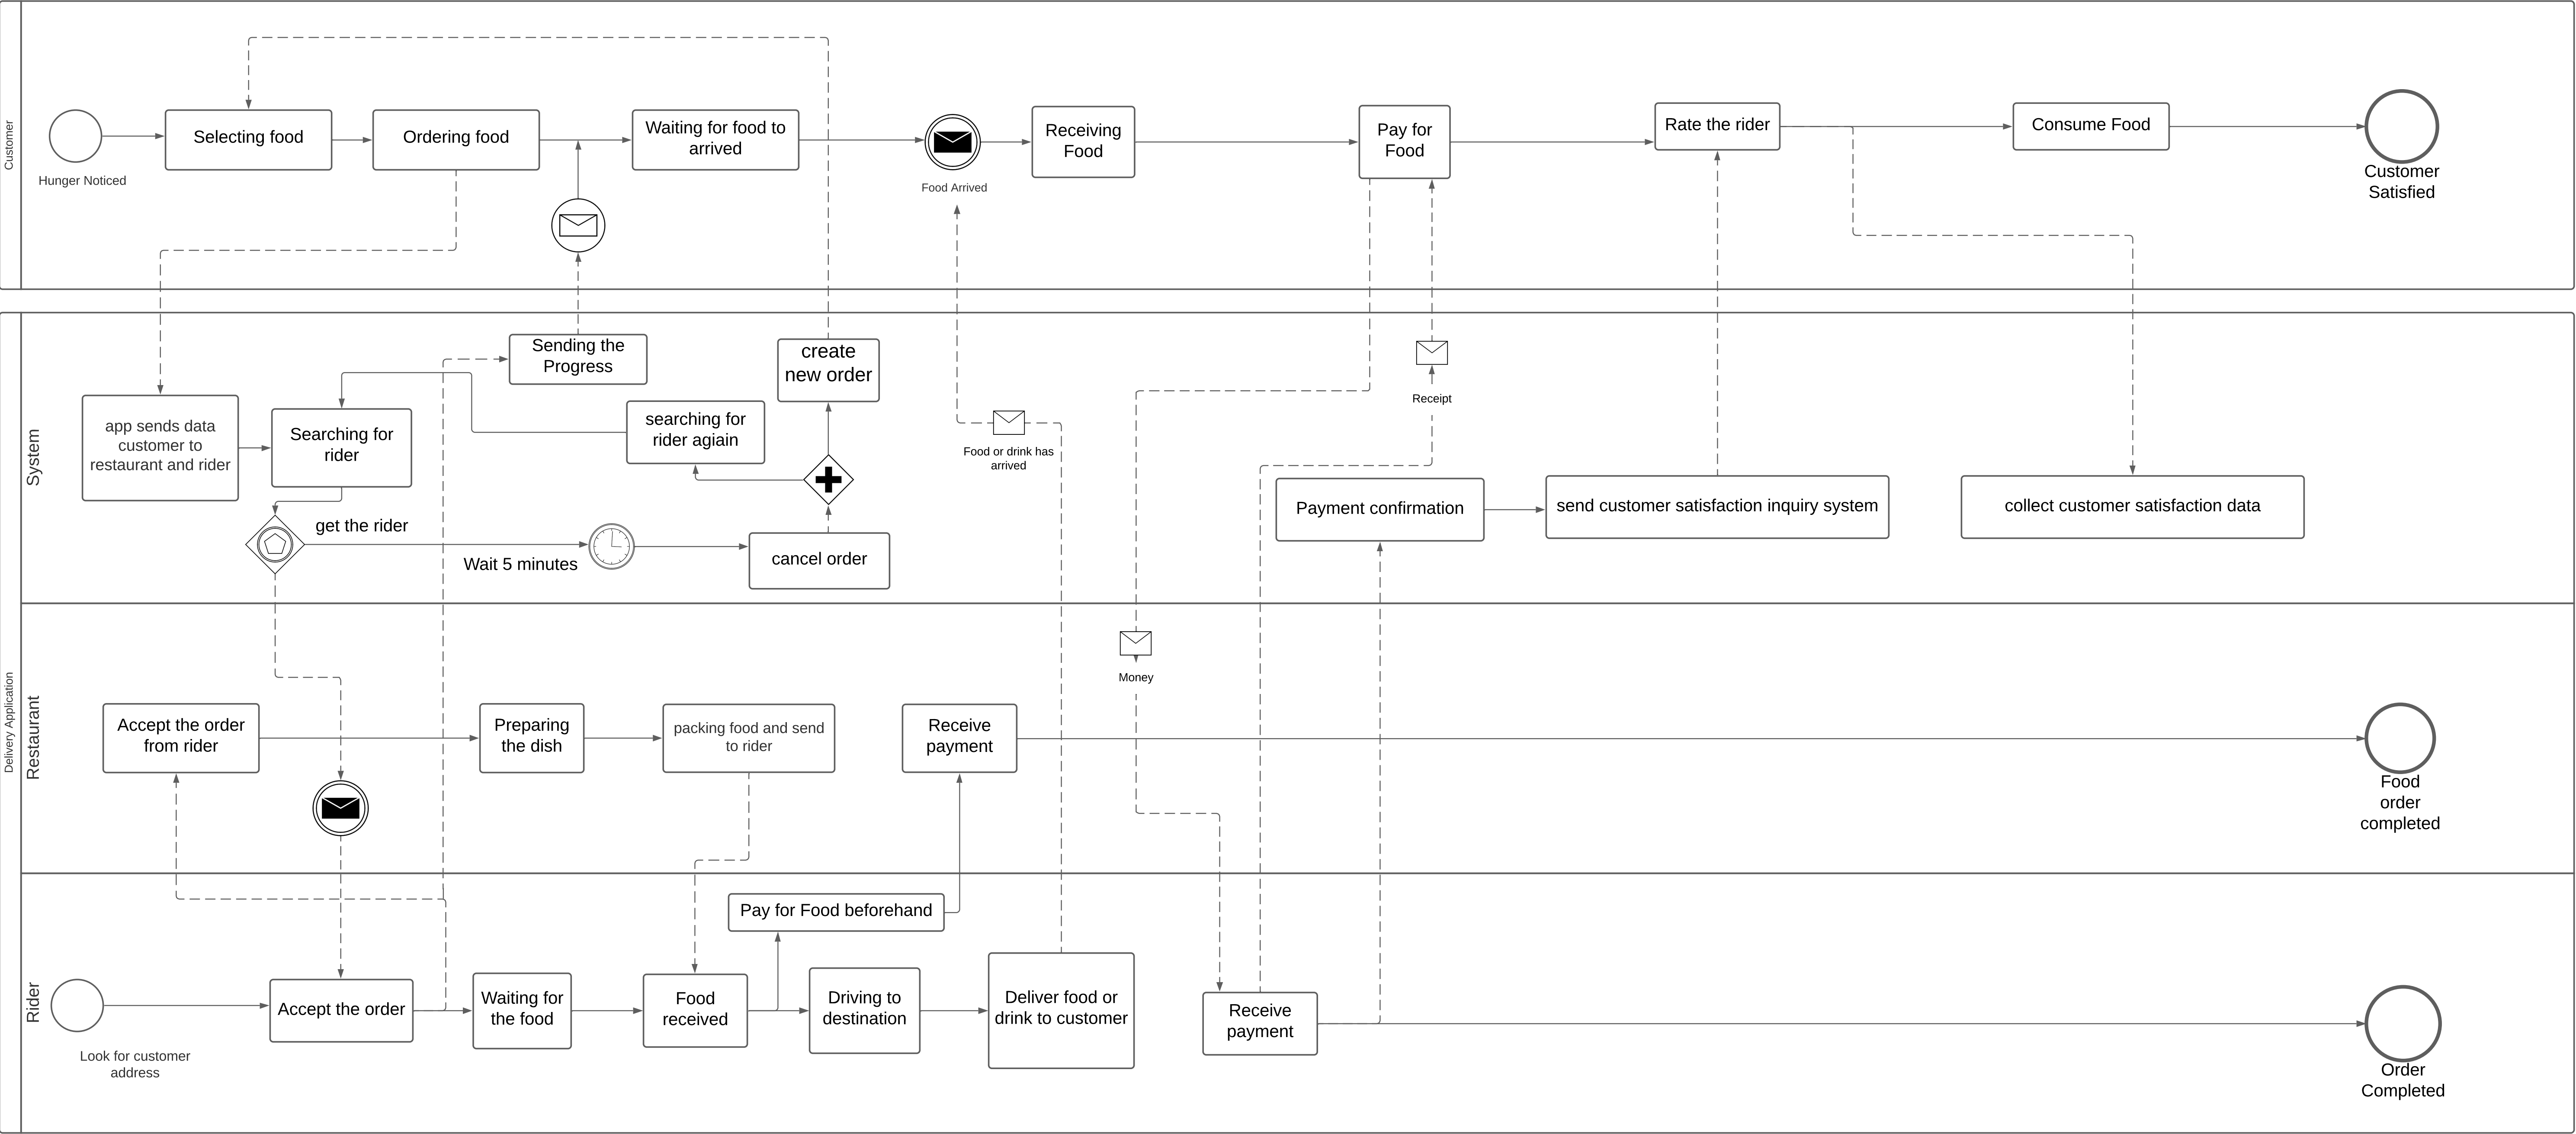 Customer
Hunger Noticed
Selecting food
Ordering food
Waiting for food to
arrived
Food Arrived
Receiving
Food
Pay for
Food
Rate the rider
Consume Food
Customer
Satisfied
Delivery Application
System
app sends data
customer to
restaurant and rider
Searching for
rider
get the rider
Wait 5 minutes
Sending the
Progress
searching for
rider agiain
create
new order
cancel order
Food or drink has
arrived
Receipt
Payment confirmation
send customer satisfaction inquiry system
collect customer satisfaction data
Restaurant
Accept the order
from rider
Preparing
the dish
packing food and send
to rider
Receive
payment
Money
Food
order
completed
Rider
Look for customer
address
Accept the order
Waiting for
the food
Food
received
Pay for Food beforehand
Driving to
destination
Deliver food or
drink to customer
Receive
payment
Order
Completed